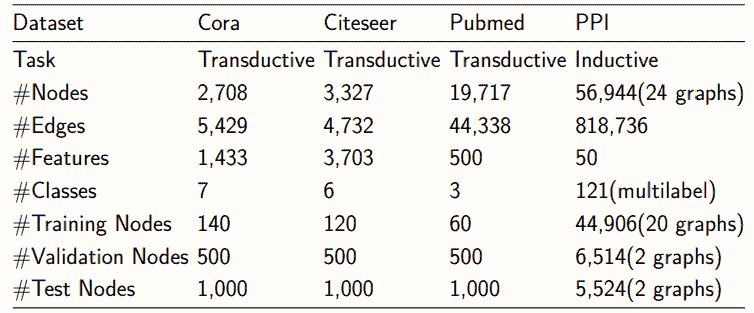 Dataset Cora Citeseer Pubmed PPI
Task Transductive Transductive Transductive Inductive
#Nodes 2,708 3,327 19,717 56,944(24 graphs)
#Edges 5,429 4,732 44,338 818,736
#Features 1,433 3,703 500 50
#Classes 7 6 3 121(multilabel)
#Training Nodes 140 120 60 44,906(20 graphs)
#Validation Nodes 500 500 500 6,514(2 graphs)
#Test Nodes 1,000 1,000 1,000 5,524(2 graphs)